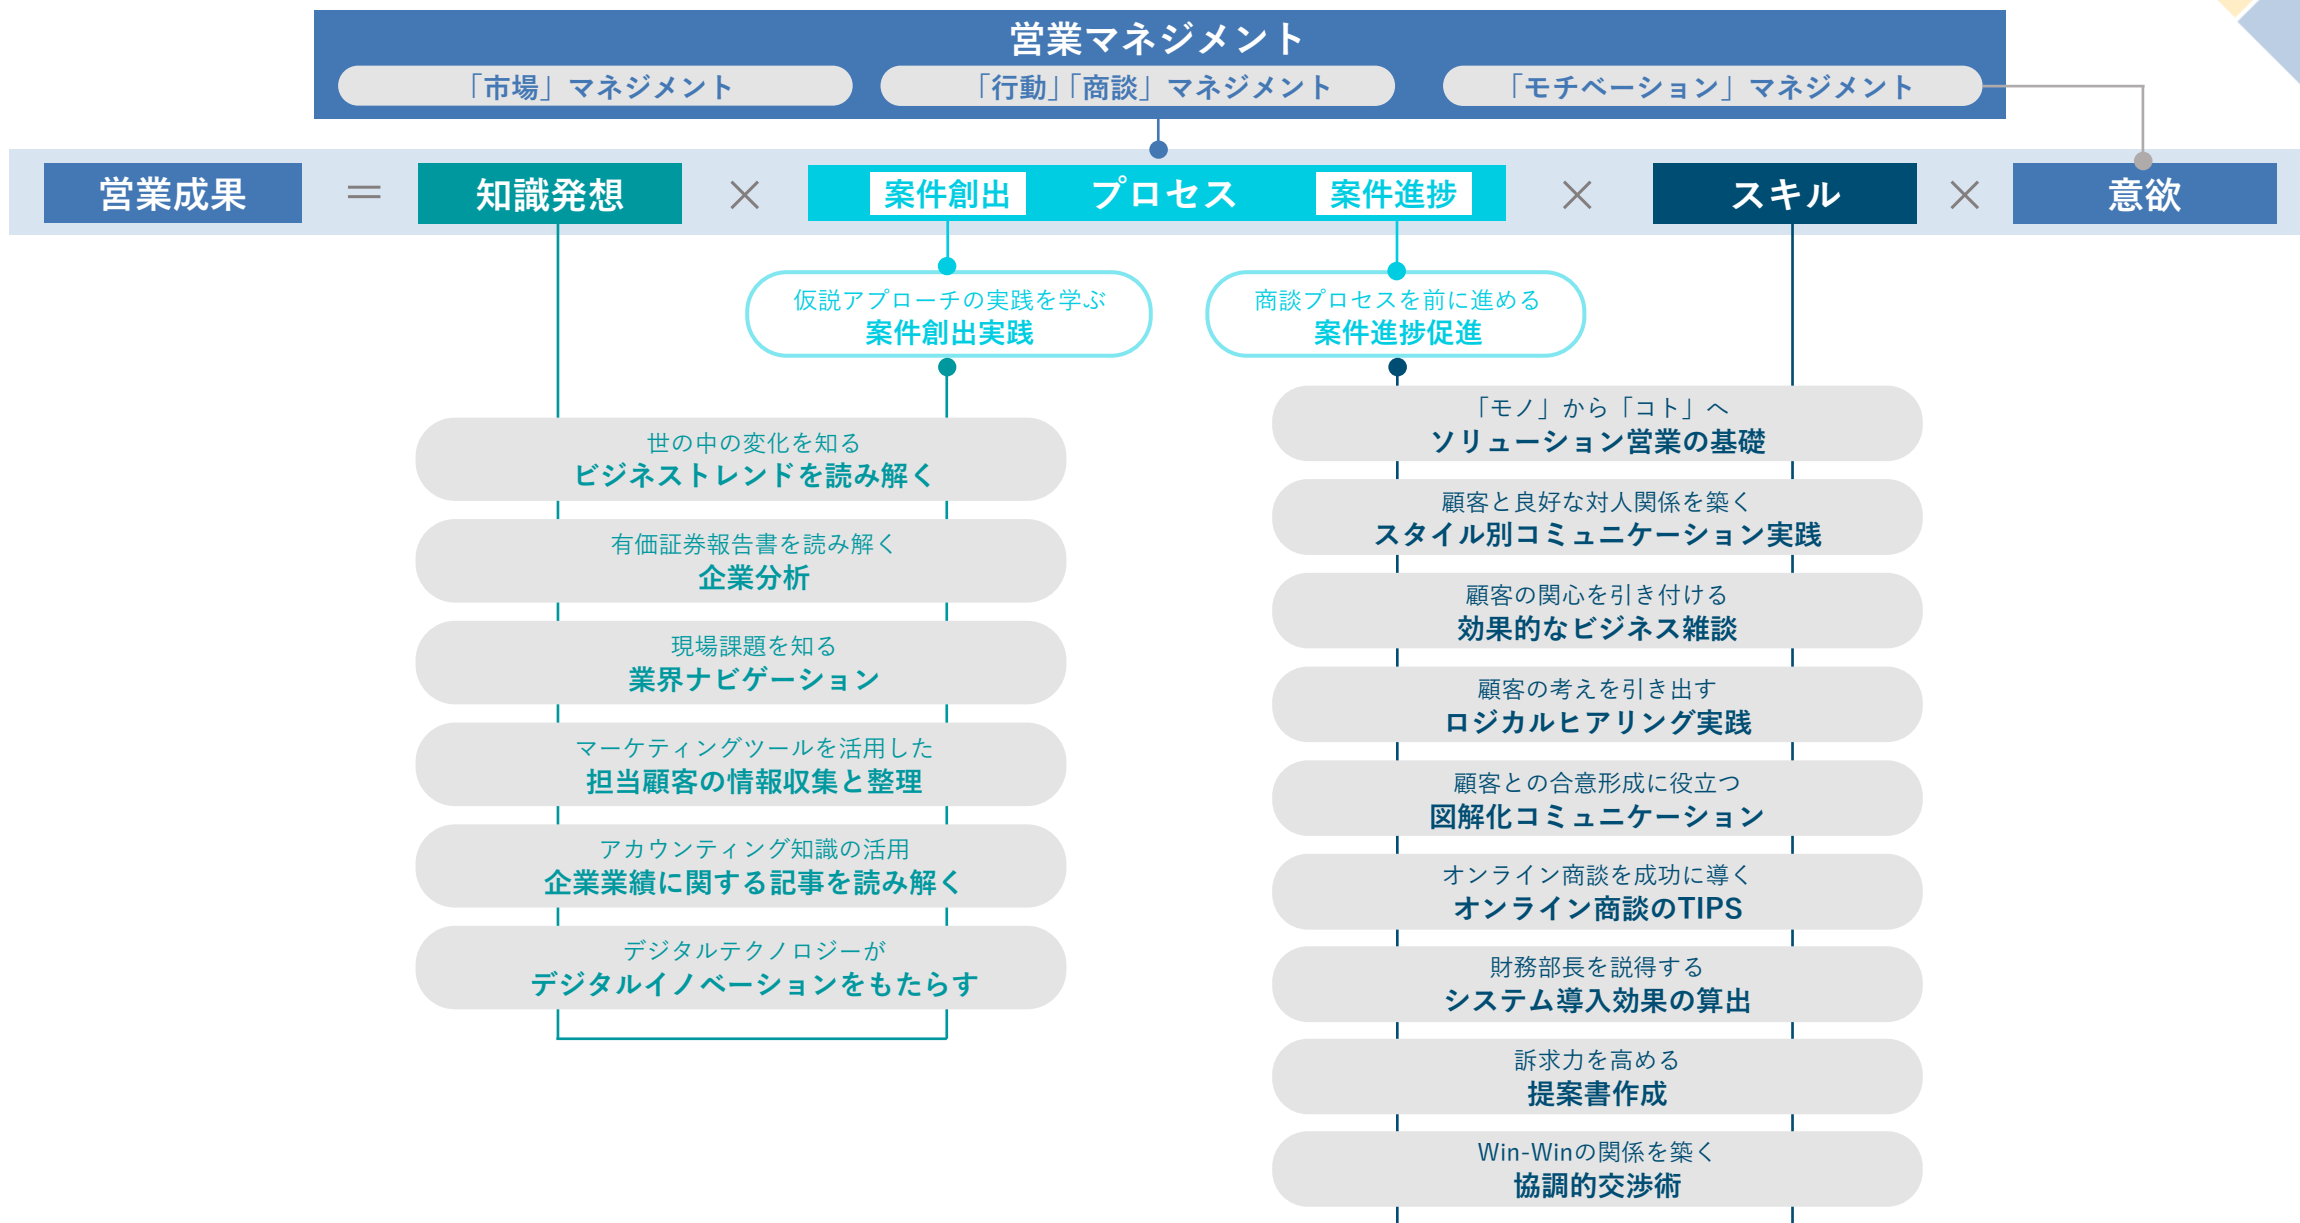 営業マネジメント
「市場」マネジメント
「行動」「商談」マネジメント
「モチベーション」マネジメント
営業成果 ＝ 知識発想 × 案件創出 プロセス 案件進捗 × スキル × 意欲
仮説アプローチの実践を学ぶ
案件創出実践
商談プロセスを前に進める
案件進捗促進
世の中の変化を知る
ビジネストレンドを読み解く
有価証券報告書を読み解く
企業分析
現場課題を知る
業界ナビゲーション
マーケティングツールを活用した
担当顧客の情報収集と整理
アカウンティング知識の活用
企業業績に関する記事を読み解く
デジタルテクノロジーが
デジタルイノベーションをもたらす
「モノ」から「コト」へ
ソリューション営業の基礎
顧客と良好な対人関係を築く
スタイル別コミュニケーション実践
顧客の関心を引き付ける
効果的なビジネス雑談
顧客の考えを引き出す
ロジカルヒアリング実践
顧客との合意形成に役立つ
図解化コミュニケーション
オンライン商談を成功に導く
オンライン商談のTIPS
財務部長を説得する
システム導入効果の算出
訴求力を高める
提案書作成
Win-Winの関係を築く
協調的交渉術